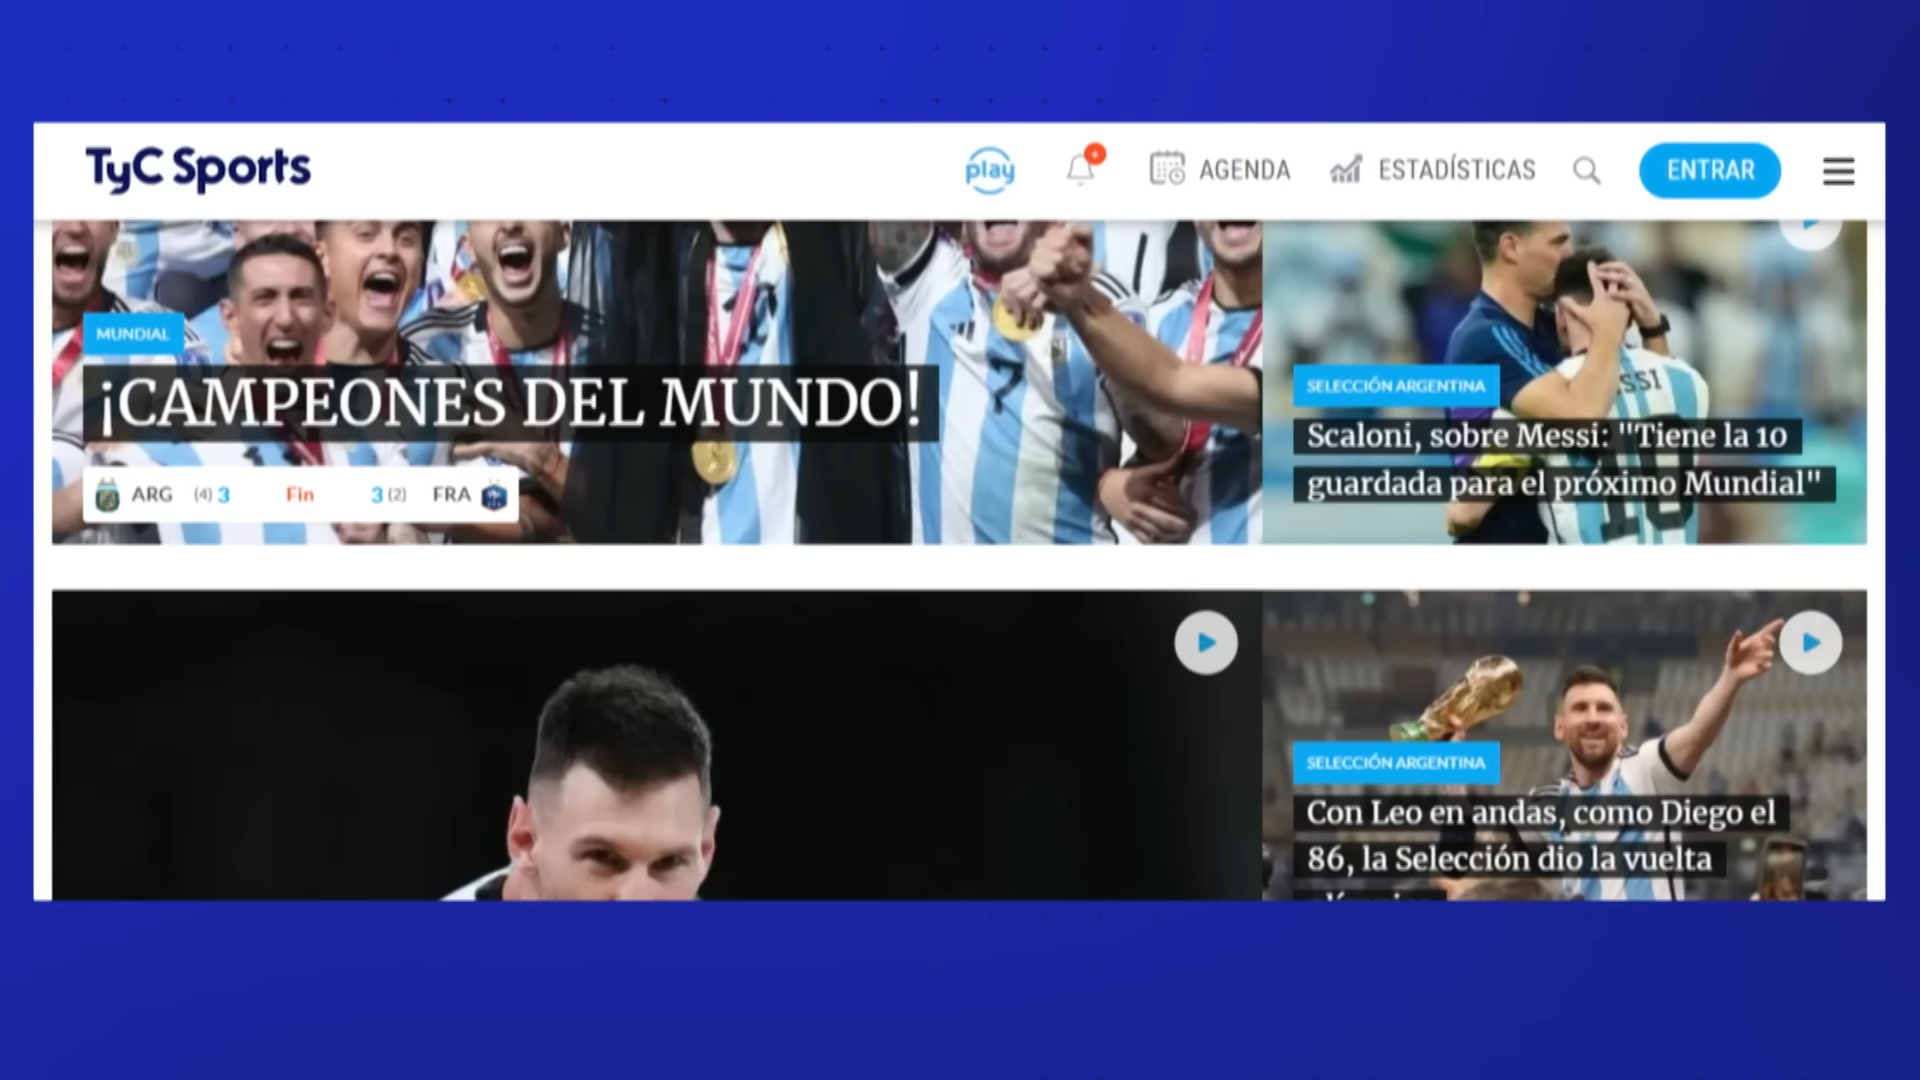 TyC Sports
play
AGENDA
ESTADÍSTICAS
ENTRAR
MUNDIAL
¡CAMPEONES DEL MUNDO!
ARG (4) 3 Fin 3 (2) FRA
7
SELECCIÓN ARGENTINA
Scaloni, sobre Messi: "Tiene la 10
guardada para el próximo Mundial"
10
SELECCIÓN ARGENTINA
Con Leo en andas, como Diego el
86, la Selección dio la vuelta